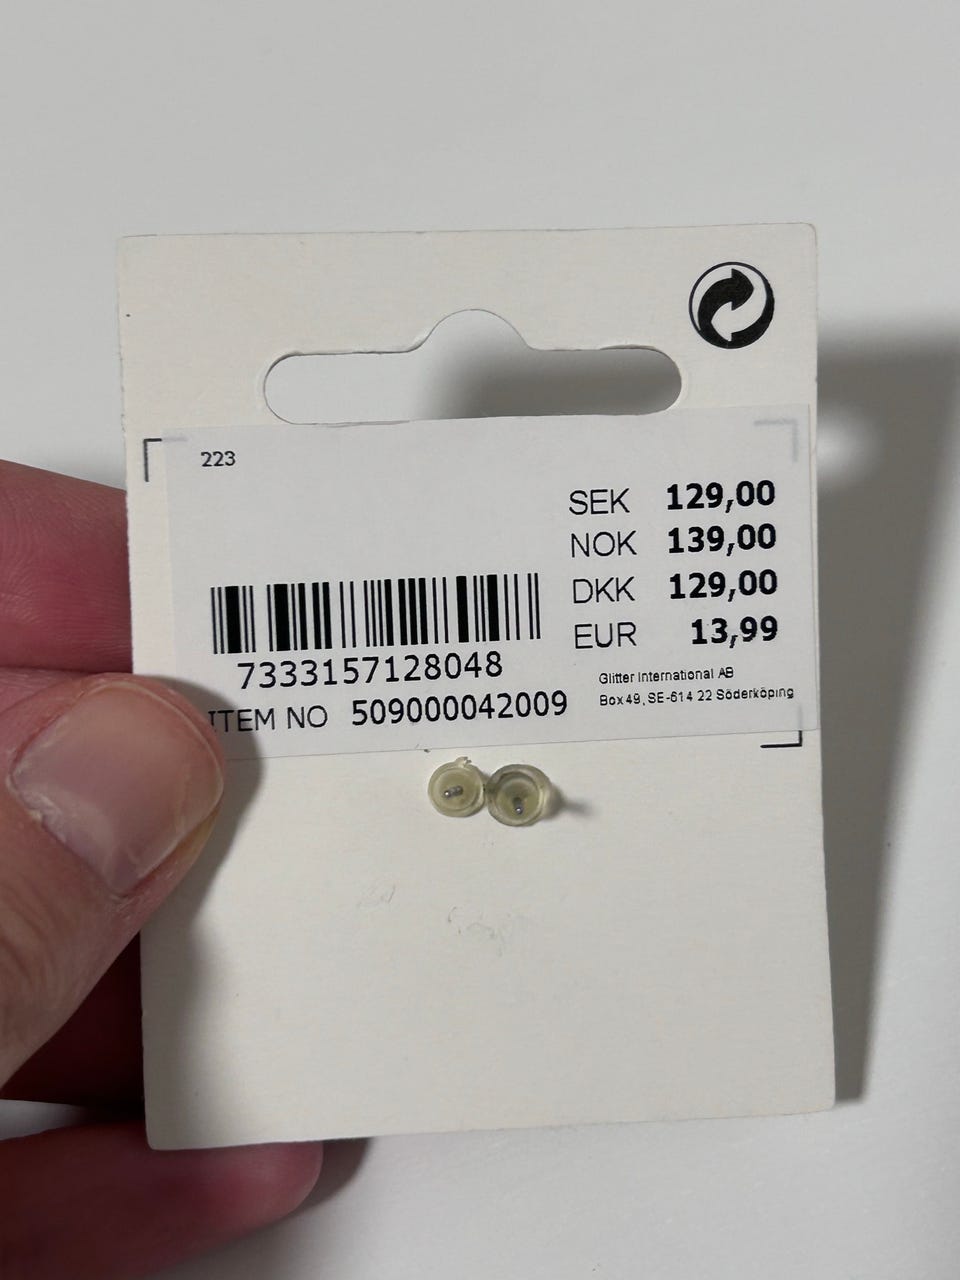 223
SEK 129,00
NOK 139,00
DKK 129,00
EUR 13,99
7333157128048
ITEM NO 509000042009
Glitter International AB
Box 49, SE-614 22 Söderköping